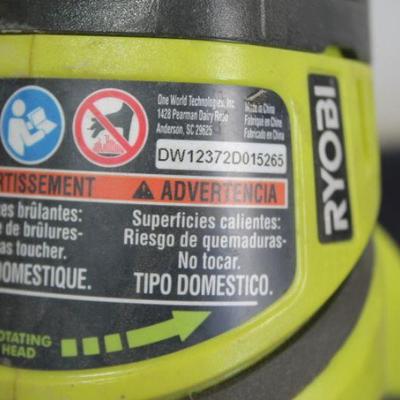 One World Technologies, Inc.
1428 Pearman Dairy Road
Anderson, SC 29625
Made in China
Fabriqué en China
Fabricado en China
DW12372D015265
RYOBI
RTISSEMENT
es brûlantes:
e de brûlures-
as toucher.
DOMESTIQUE.
ADVERTENCIA
Superficies calientes:
Riesgo de quemaduras-
No tocar.
TIPO DOMESTICO.
OTATING
HEAD